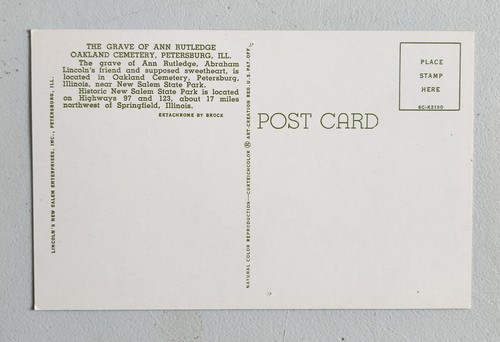 THE GRAVE OF ANN RUTLEDGE
OAKLAND CEMETERY, PETERSBURG, ILL.
The grave of Ann Rutledge, Abraham
Lincoln's friend and supposed sweetheart, is
located in Oakland Cemetery, Petersburg,
Illinois, near New Salem State Park.
Historic New Salem State Park is located
on Highways 97 and 123, about 17 miles
northwest of Springfield, Illinois.
EKTACHROME BY BROCK
LINCOLN'S NEW SALEM ENTERPRISES, INC., PETERSBURG, ILL.
NATURAL COLOR REPRODUCTION—CURTEICHCOLOR ® ART-CREATION REG. U.S. PAT. OFF.
POST CARD
PLACE
STAMP
HERE
6C-K2150